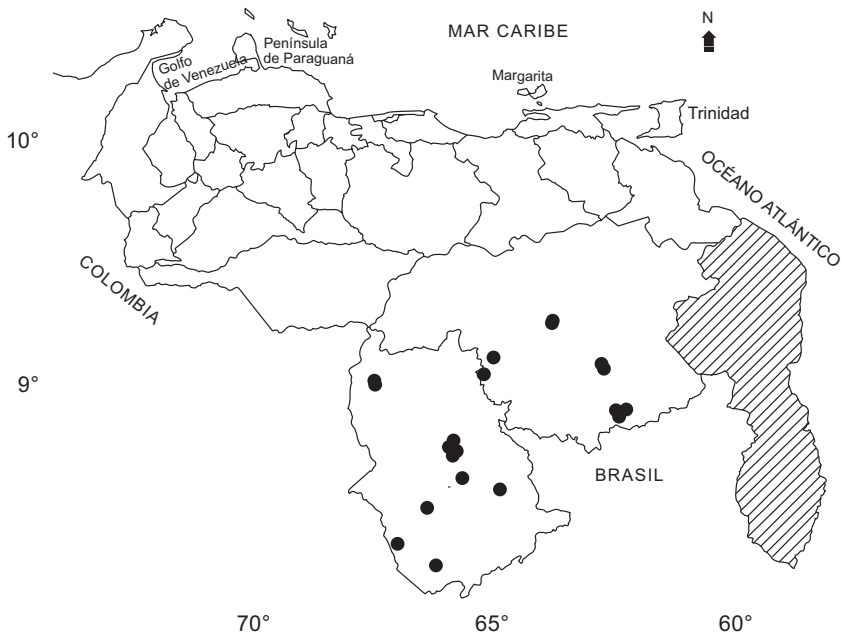 MAR CARIBE
N
Península
de Paraguaná
Golfo
de Venezuela
Margarita
Trinidad
10°
OCÉANO ATLÁNTICO
COLOMBIA
9°
BRASIL
70°
65°
60°